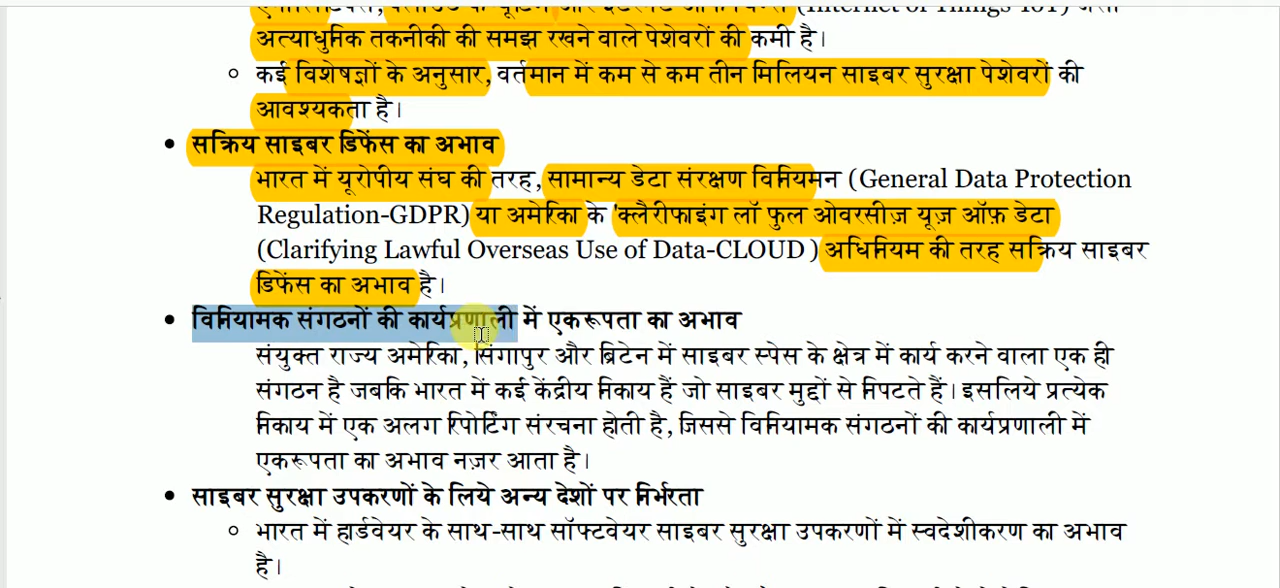 (Internet of Things-IoT) जैसी
अत्याधुनिक तकनीकी की समझ रखने वाले पेशेवरों की कमी है।
कई विशेषज्ञों के अनुसार, वर्तमान में कम से कम तीन मिलियन साइबर सुरक्षा पेशेवरों की
आवश्यकता है।
सक्रिय साइबर डिफेंस का अभाव
भारत में यूरोपीय संघ की तरह, सामान्य डेटा संरक्षण विनियमन (General Data Protection
Regulation-GDPR) या अमेरिका के 'क्लैरीफाइंग लॉ फुल ओवरसीज़ यूज़ ऑफ़ डेटा
(Clarifying Lawful Overseas Use of Data-CLOUD ) अधिनियम की तरह सक्रिय साइबर
डिफेंस का अभाव है।
विनियामक संगठनों की कार्यप्रणाली में एकरूपता का अभाव
संयुक्त राज्य अमेरिका, सिंगापुर और ब्रिटेन में साइबर स्पेस के क्षेत्र में कार्य करने वाला एक ही
संगठन है जबकि भारत में कई केंद्रीय निकाय हैं जो साइबर मुद्दों से निपटते हैं। इसलिये प्रत्येक
निकाय में एक अलग रिपोर्टिंग संरचना होती है, जिससे विनियामक संगठनों की कार्यप्रणाली में
एकरूपता का अभाव नज़र आता है।
साइबर सुरक्षा उपकरणों के लिये अन्य देशों पर निर्भरता
भारत में हार्डवेयर के साथ-साथ सॉफ्टवेयर साइबर सुरक्षा उपकरणों में स्वदेशीकरण का अभाव
है।